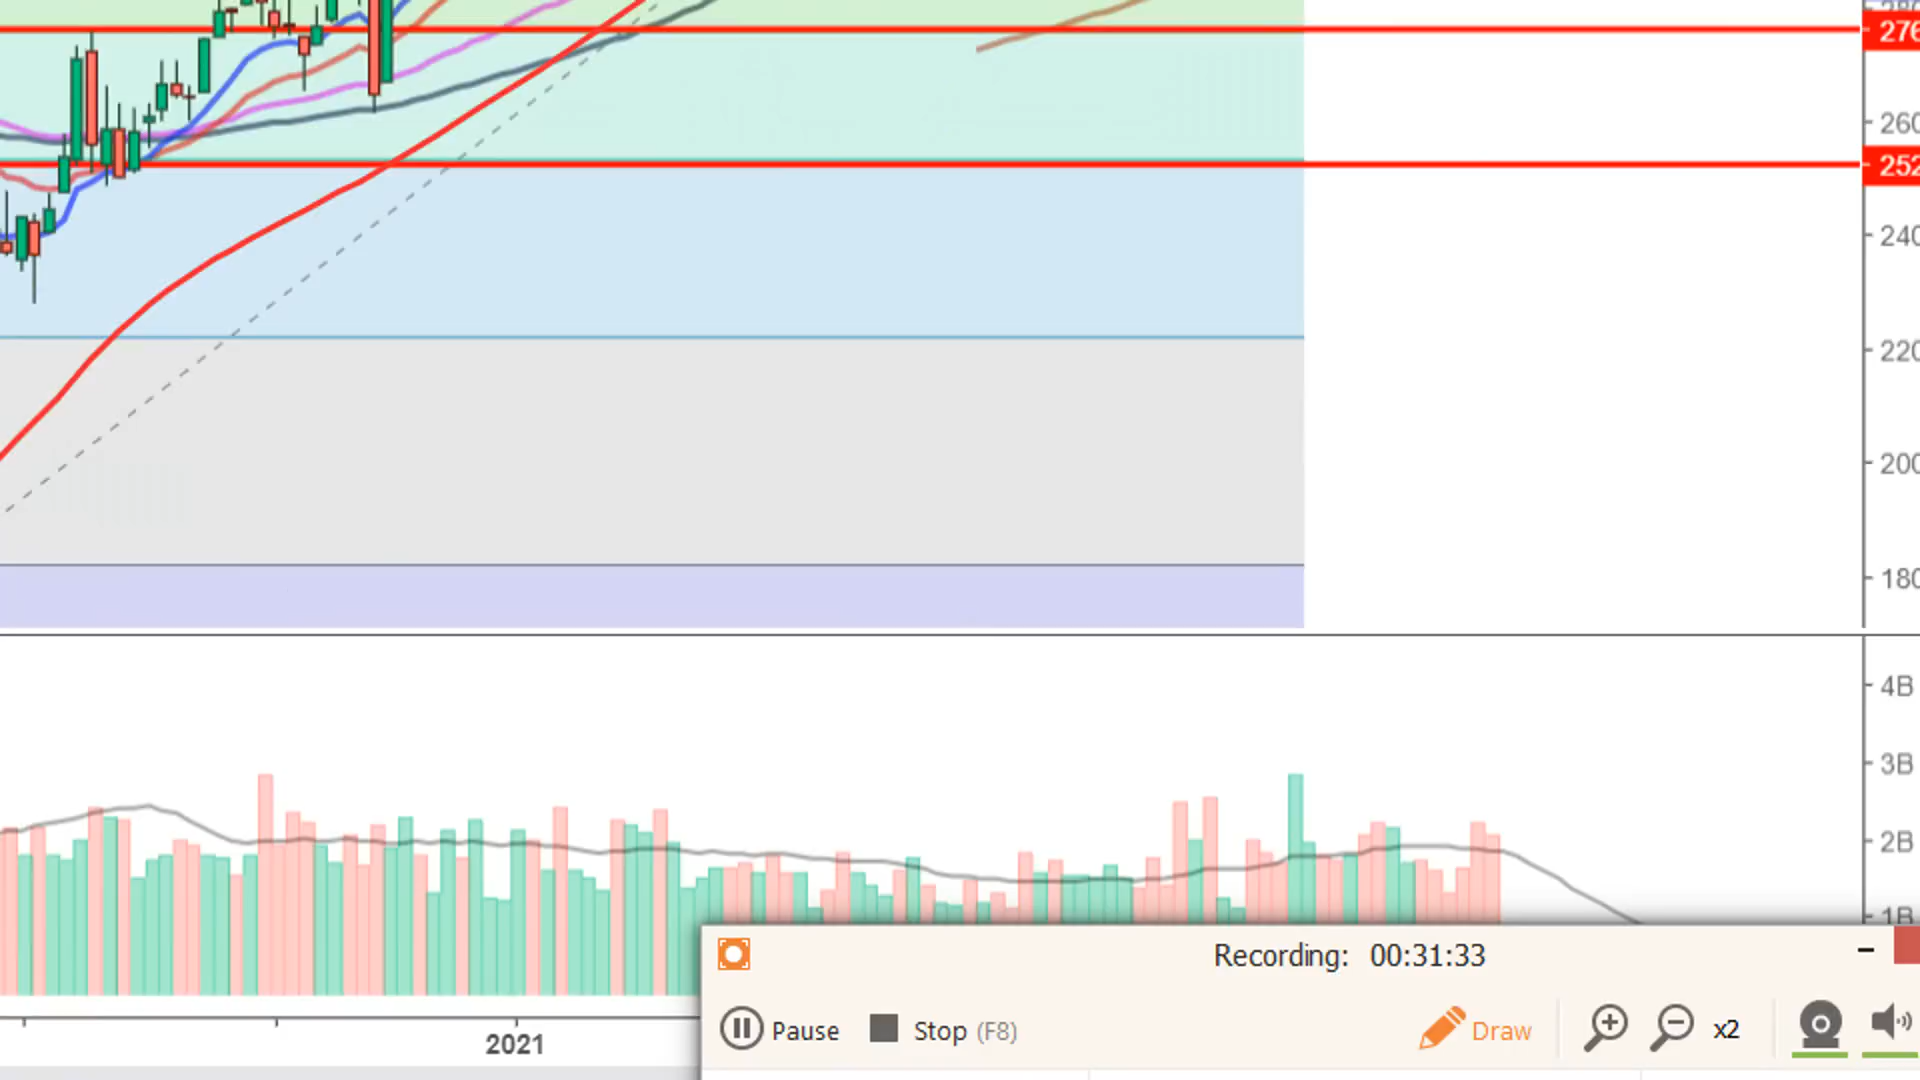 276
260
252
240
220
200
180
4B
3B
2B
1B
2021
Recording: 00:31:33
Pause
Stop (F8)
Draw
x2